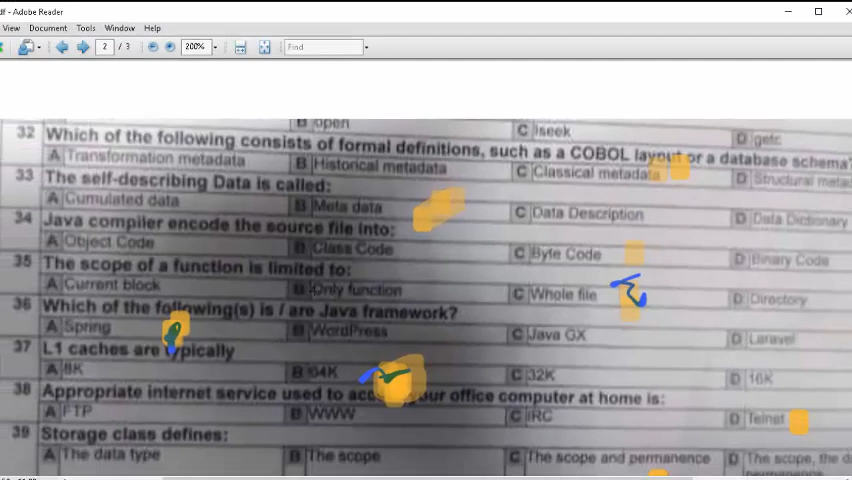 df - Adobe Reader
View Document Tools Window Help
2 / 3 200% Find
B open C lseek D getc
32 Which of the following consists of formal definitions, such as a COBOL layout or a database schema?
A Transformation metadata B Historical metadata C Classical metadata D Structural metad
33 The self-describing Data is called:
A Cumulated data B Meta data C Data Description D Data Dictionary
34 Java compiler encode the source file into:
A Object Code B Class Code C Byte Code D Binary Code
35 The scope of a function is limited to:
A Current block B Only function C Whole file D Directory
36 Which of the following(s) is / are Java framework?
A Spring B WordPress C Java GX D Laravel
37 L1 caches are typically
A 8K B 64K C 32K D 16K
38 Appropriate internet service used to your office computer at home is:
A FTP B WWW C IRC D Telnet
39 Storage class defines:
A The data type B The scope C The scope and permanence D The scope, the d
permanence